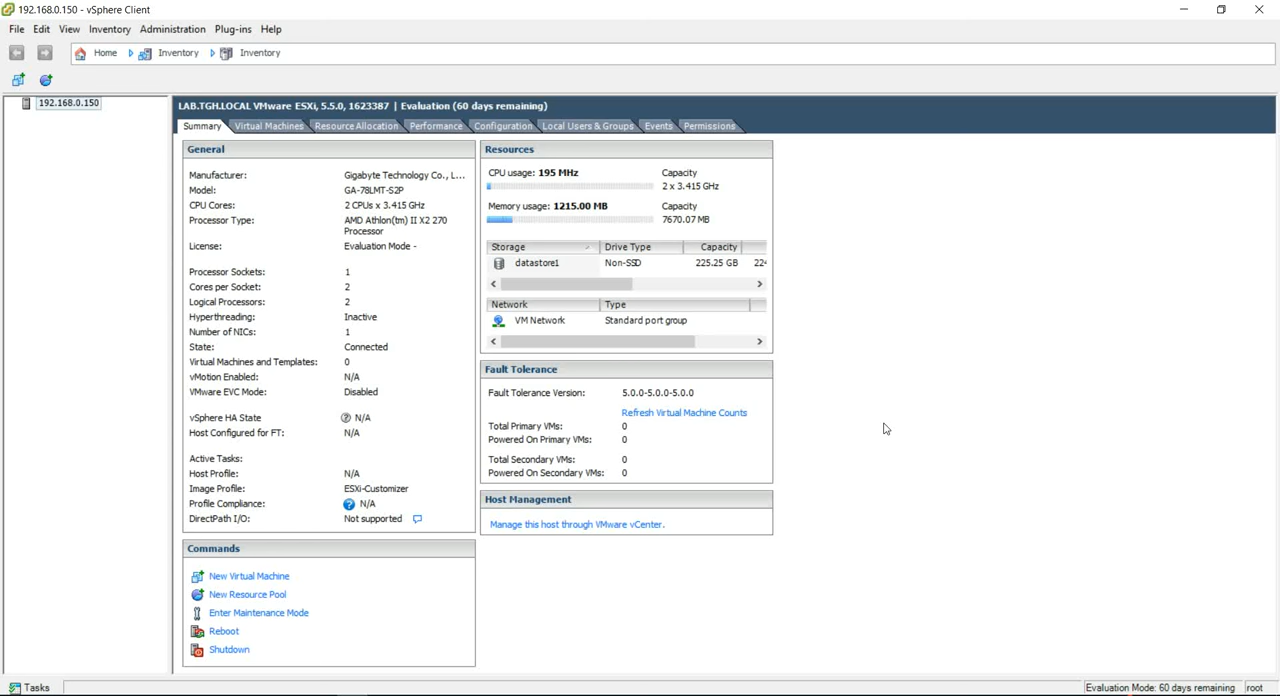 192.168.0.150 - vSphere Client
File Edit View Inventory Administration Plug-ins Help
Home Inventory Inventory
192.168.0.150
LAB.TGH.LOCAL VMware ESXi, 5.5.0, 1623387 | Evaluation (60 days remaining)
Summary Virtual Machines Resource Allocation Performance Configuration Local Users & Groups Events Permissions
General
Manufacturer: Gigabyte Technology Co., L...
Model: GA-78LMT-S2P
CPU Cores: 2 CPUs x 3.415 GHz
Processor Type: AMD Athlon(tm) II X2 270
Processor
License: Evaluation Mode -
Processor Sockets: 1
Cores per Socket: 2
Logical Processors: 2
Hyperthreading: Inactive
Number of NICs: 1
State: Connected
Virtual Machines and Templates: 0
vMotion Enabled: N/A
VMware EVC Mode: Disabled
vSphere HA State N/A
Host Configured for FT: N/A
Active Tasks:
Host Profile: N/A
Image Profile: ESXi-Customizer
Profile Compliance: N/A
DirectPath I/O: Not supported
Commands
New Virtual Machine
New Resource Pool
Enter Maintenance Mode
Reboot
Shutdown
Resources
CPU usage: 195 MHz Capacity
2 x 3.415 GHz
Memory usage: 1215.00 MB Capacity
7670.07 MB
Storage Drive Type Capacity
datastore1 Non-SSD 225.25 GB 224
Network Type
VM Network Standard port group
Fault Tolerance
Fault Tolerance Version: 5.0.0-5.0.0-5.0.0
Refresh Virtual Machine Counts
Total Primary VMs: 0
Powered On Primary VMs: 0
Total Secondary VMs: 0
Powered On Secondary VMs: 0
Host Management
Manage this host through VMware vCenter.
Tasks Evaluation Mode: 60 days remaining root